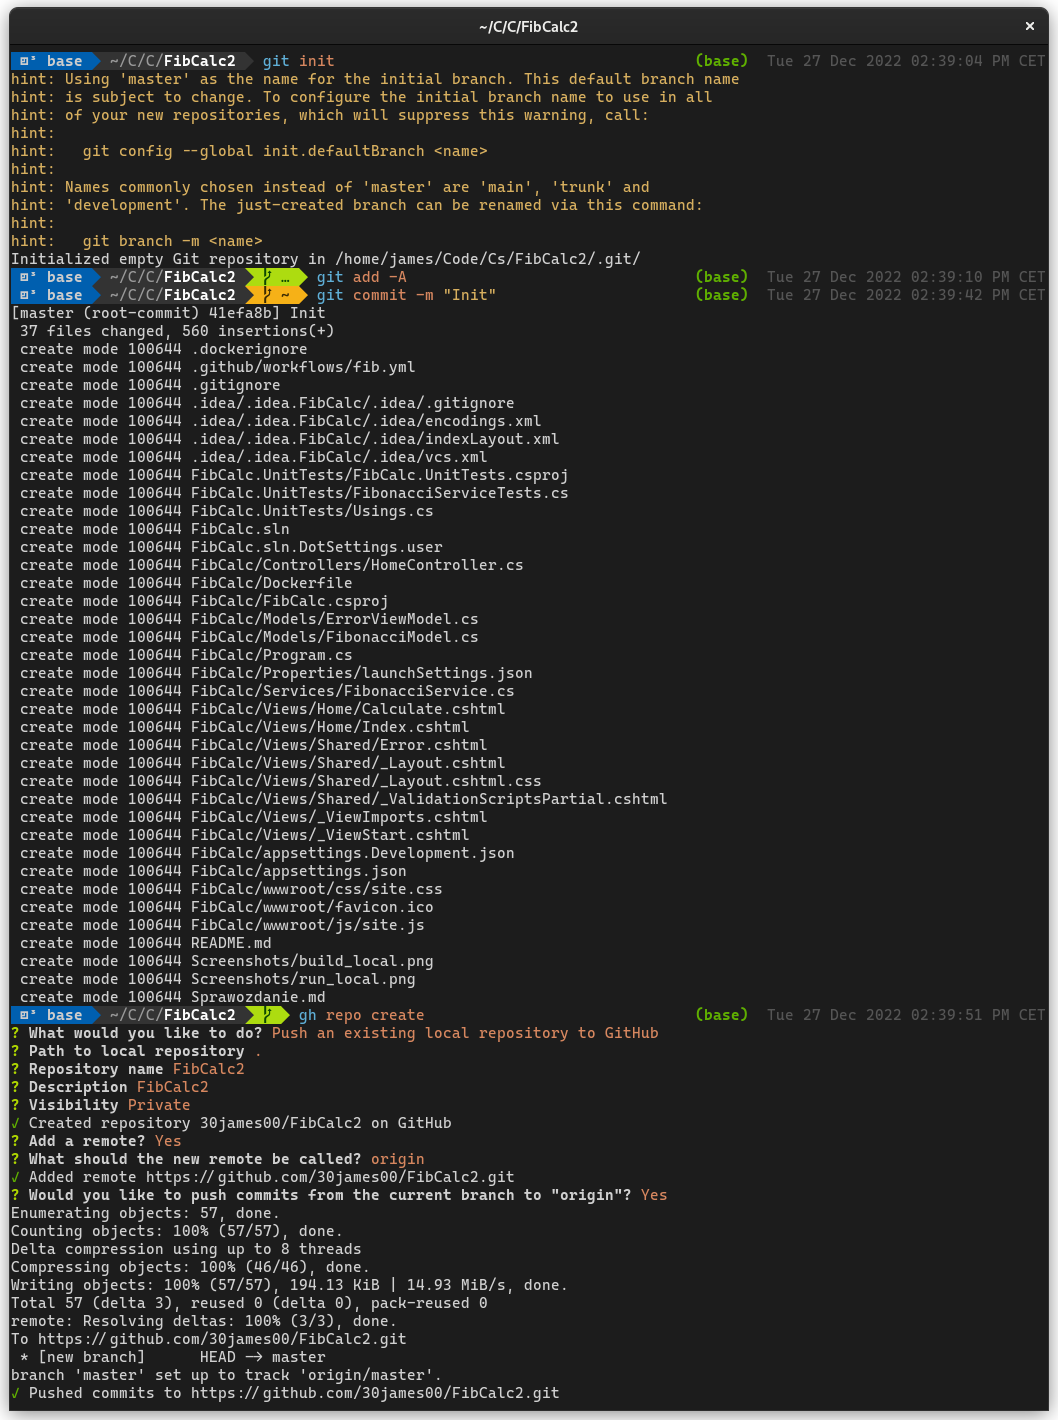 ~/C/C/FibCalc2 ×
base ~/C/C/FibCalc2 git init (base) Tue 27 Dec 2022 02:39:04 PM CET
hint: Using 'master' as the name for the initial branch. This default branch name
hint: is subject to change. To configure the initial branch name to use in all
hint: of your new repositories, which will suppress this warning, call:
hint:
hint:   git config --global init.defaultBranch <name>
hint:
hint: Names commonly chosen instead of 'master' are 'main', 'trunk' and
hint: 'development'. The just-created branch can be renamed via this command:
hint:
hint:   git branch -m <name>
Initialized empty Git repository in /home/james/Code/Cs/FibCalc2/.git/
base ~/C/C/FibCalc2 … git add -A (base) Tue 27 Dec 2022 02:39:10 PM CET
base ~/C/C/FibCalc2 ~ git commit -m "Init" (base) Tue 27 Dec 2022 02:39:42 PM CET
[master (root-commit) 41efa8b] Init
 37 files changed, 560 insertions(+)
 create mode 100644 .dockerignore
 create mode 100644 .github/workflows/fib.yml
 create mode 100644 .gitignore
 create mode 100644 .idea/.idea.FibCalc/.idea/.gitignore
 create mode 100644 .idea/.idea.FibCalc/.idea/encodings.xml
 create mode 100644 .idea/.idea.FibCalc/.idea/indexLayout.xml
 create mode 100644 .idea/.idea.FibCalc/.idea/vcs.xml
 create mode 100644 FibCalc.UnitTests/FibCalc.UnitTests.csproj
 create mode 100644 FibCalc.UnitTests/FibonacciServiceTests.cs
 create mode 100644 FibCalc.UnitTests/Usings.cs
 create mode 100644 FibCalc.sln
 create mode 100644 FibCalc.sln.DotSettings.user
 create mode 100644 FibCalc/Controllers/HomeController.cs
 create mode 100644 FibCalc/Dockerfile
 create mode 100644 FibCalc/FibCalc.csproj
 create mode 100644 FibCalc/Models/ErrorViewModel.cs
 create mode 100644 FibCalc/Models/FibonacciModel.cs
 create mode 100644 FibCalc/Program.cs
 create mode 100644 FibCalc/Properties/launchSettings.json
 create mode 100644 FibCalc/Services/FibonacciService.cs
 create mode 100644 FibCalc/Views/Home/Calculate.cshtml
 create mode 100644 FibCalc/Views/Home/Index.cshtml
 create mode 100644 FibCalc/Views/Shared/Error.cshtml
 create mode 100644 FibCalc/Views/Shared/_Layout.cshtml
 create mode 100644 FibCalc/Views/Shared/_Layout.cshtml.css
 create mode 100644 FibCalc/Views/Shared/_ValidationScriptsPartial.cshtml
 create mode 100644 FibCalc/Views/_ViewImports.cshtml
 create mode 100644 FibCalc/Views/_ViewStart.cshtml
 create mode 100644 FibCalc/appsettings.Development.json
 create mode 100644 FibCalc/appsettings.json
 create mode 100644 FibCalc/wwwroot/css/site.css
 create mode 100644 FibCalc/wwwroot/favicon.ico
 create mode 100644 FibCalc/wwwroot/js/site.js
 create mode 100644 README.md
 create mode 100644 Screenshots/build_local.png
 create mode 100644 Screenshots/run_local.png
 create mode 100644 Sprawozdanie.md
base ~/C/C/FibCalc2 gh repo create (base) Tue 27 Dec 2022 02:39:51 PM CET
? What would you like to do? Push an existing local repository to GitHub
? Path to local repository .
? Repository name FibCalc2
? Description FibCalc2
? Visibility Private
✓ Created repository 30james00/FibCalc2 on GitHub
? Add a remote? Yes
? What should the new remote be called? origin
✓ Added remote https://github.com/30james00/FibCalc2.git
? Would you like to push commits from the current branch to "origin"? Yes
Enumerating objects: 57, done.
Counting objects: 100% (57/57), done.
Delta compression using up to 8 threads
Compressing objects: 100% (46/46), done.
Writing objects: 100% (57/57), 194.13 KiB | 14.93 MiB/s, done.
Total 57 (delta 3), reused 0 (delta 0), pack-reused 0
remote: Resolving deltas: 100% (3/3), done.
To https://github.com/30james00/FibCalc2.git
 * [new branch]      HEAD -> master
branch 'master' set up to track 'origin/master'.
✓ Pushed commits to https://github.com/30james00/FibCalc2.git